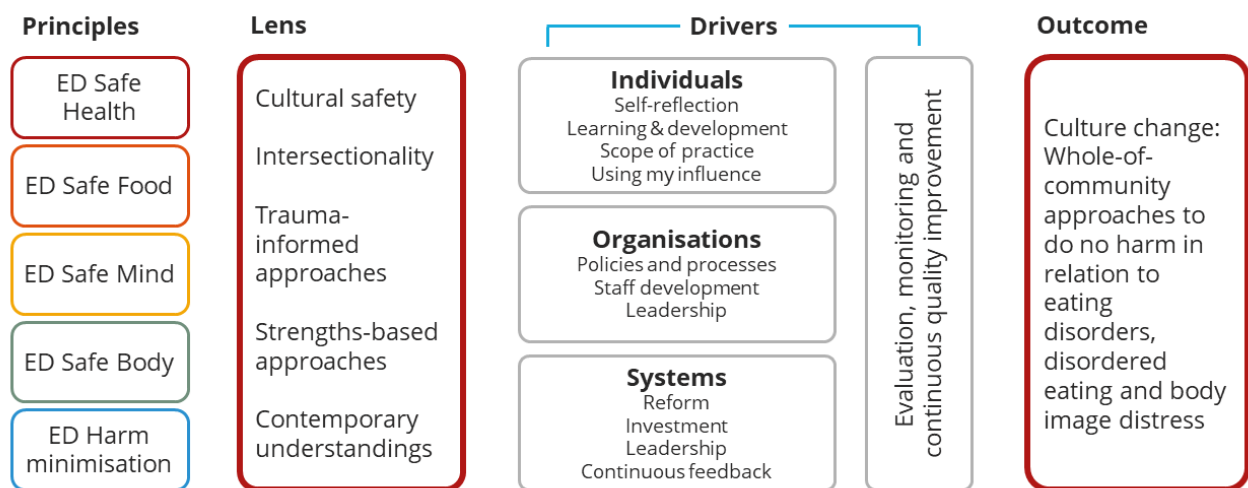 Principles
ED Safe
Health
ED Safe Food
ED Safe Mind
ED Safe Body
ED Harm
minimisation
Lens
Cultural safety
Intersectionality
Trauma-
informed
approaches
Strengths-based
approaches
Contemporary
understandings
Drivers
Individuals
Self-reflection
Learning & development
Scope of practice
Using my influence
Organisations
Policies and processes
Staff development
Leadership
Systems
Reform
Investment
Leadership
Continuous feedback
Evaluation, monitoring and
continuous quality improvement
Outcome
Culture change:
Whole-of-
community
approaches to
do no harm in
relation to
eating
disorders,
disordered
eating and body
image distress